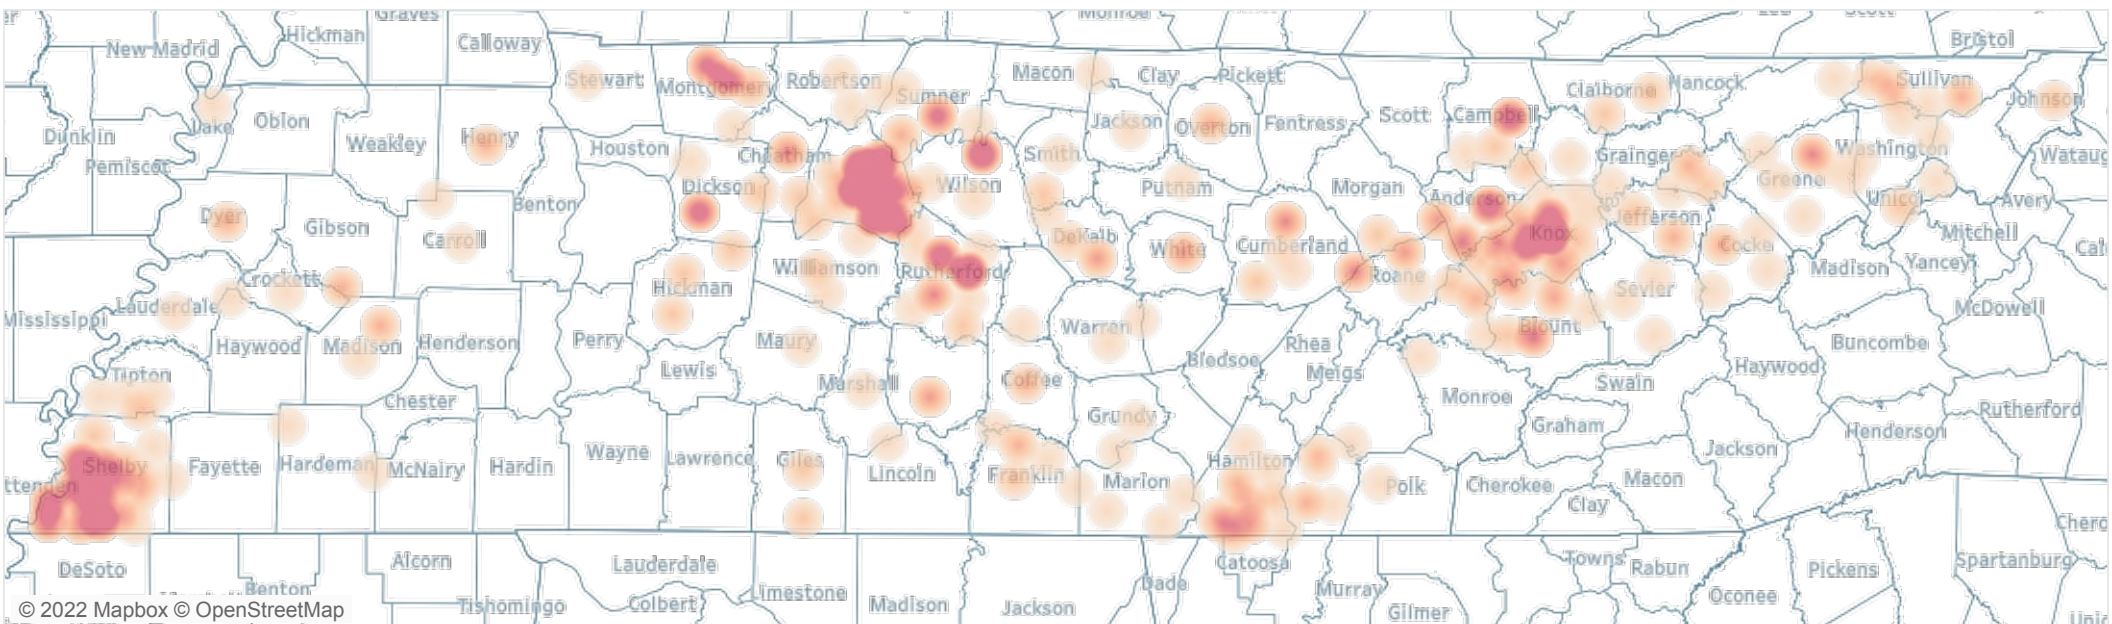 Graves
Monroe
Scott
New Madrid
Hickman
Calloway
Bristol
Stewart
Montgomery
Robertson
Sumner
Macon
Clay
Pickett
Claiborne
Hancock
Sullivan
Johnson
Dunklin
Lake
Obion
Weakley
Henry
Houston
Cheatham
Smith
Jackson
Overton
Fentress
Scott
Campbell
Grainger
Washington
Pemiscot
Dickson
Wilson
Putnam
Morgan
Anderson
Greene
Unicoi
Avery
Dyer
Gibson
Carroll
Benton
DeKalb
White
Cumberland
Knox
Jefferson
Cocke
Mitchell
Crockett
Hickman
Williamson
Rutherford
Roane
Sevier
Madison
Yancey
McDowell
Mississippi
Lauderdale
Haywood
Madison
Henderson
Perry
Maury
Warren
Bledsoe
Rhea
Blount
Buncombe
Tipton
Chester
Lewis
Marshall
Coffee
Meigs
Monroe
Swain
Haywood
Rutherford
Shelby
Fayette
Hardeman
McNairy
Hardin
Wayne
Lawrence
Giles
Lincoln
Franklin
Grundy
Marion
Hamilton
Polk
Cherokee
Graham
Macon
Clay
Jackson
Henderson
DeSoto
Benton
Alcorn
Tishomingo
Lauderdale
Colbert
Limestone
Madison
Jackson
Dade
Catoosa
Murray
Gilmer
Towns
Rabun
Oconee
Pickens
Spartanburg
© 2022 Mapbox © OpenStreetMap